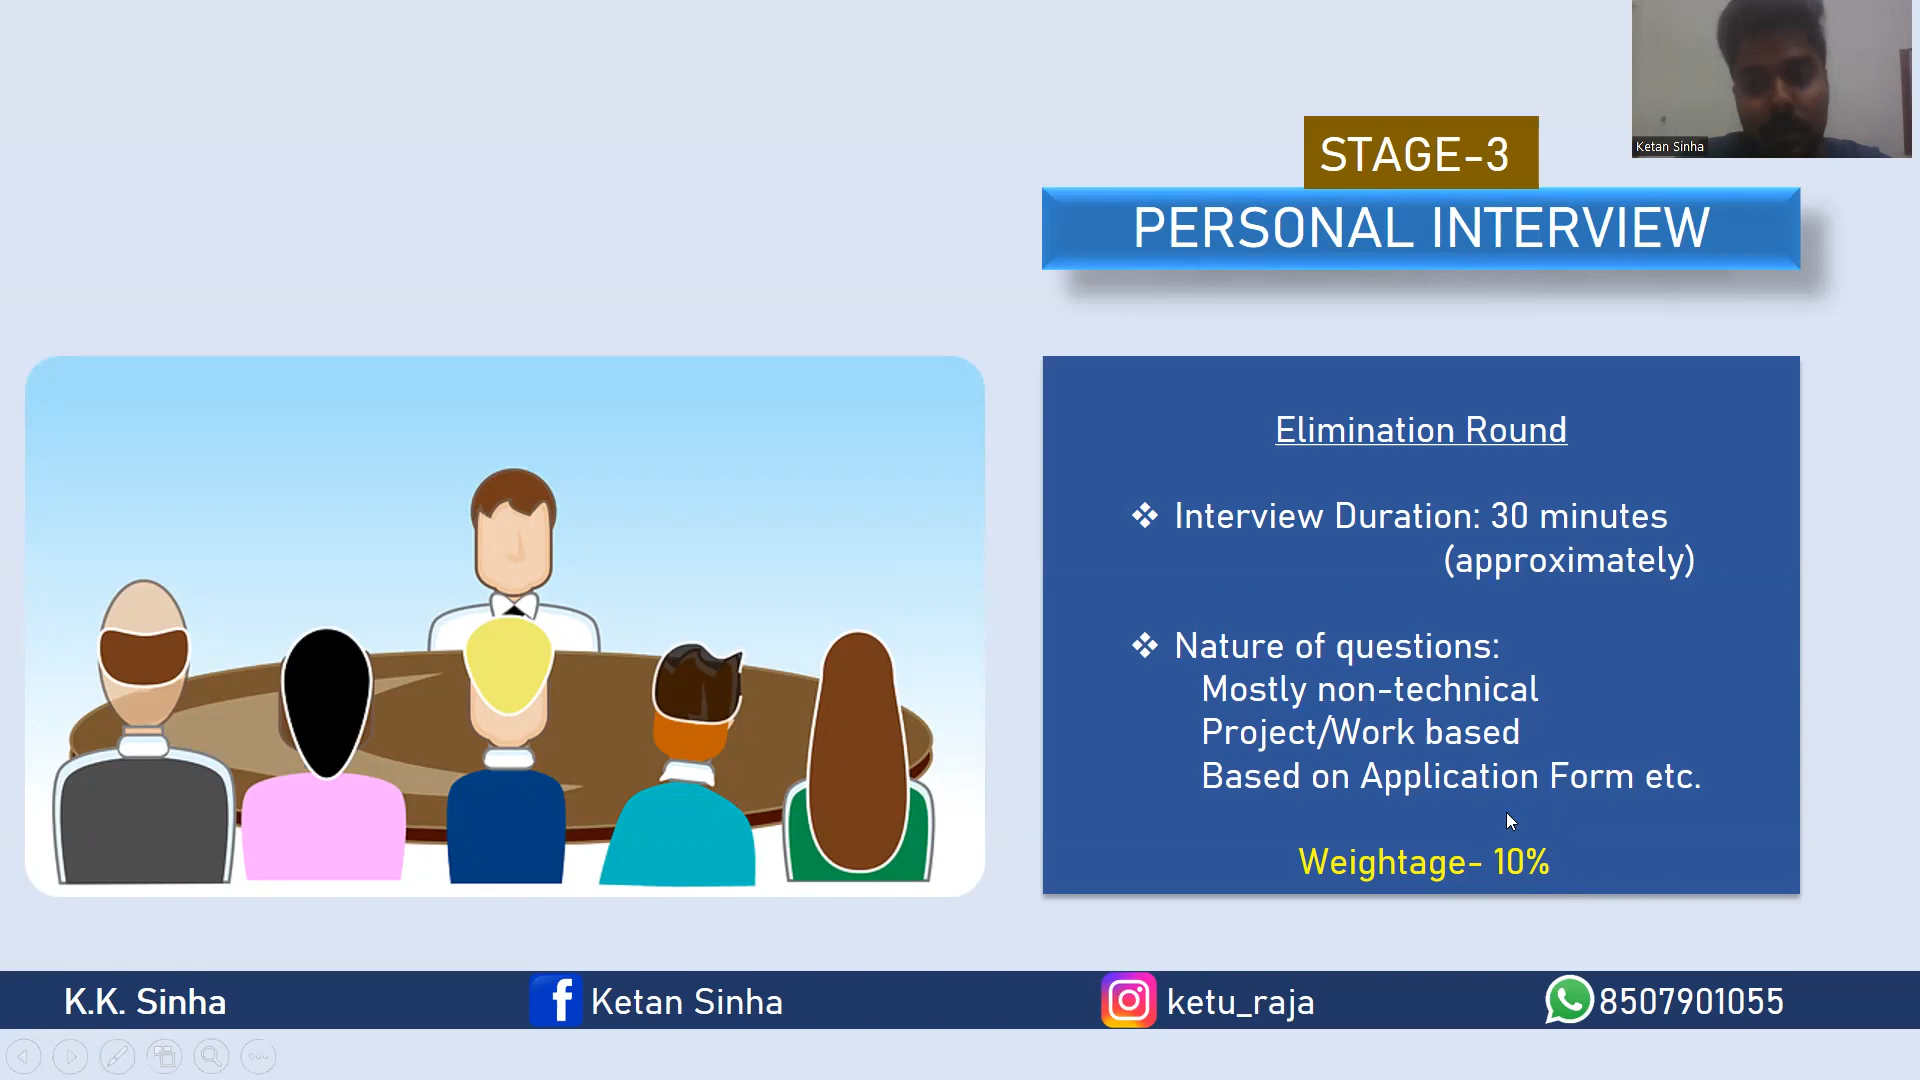 Ketan Sinha
STAGE-3
PERSONAL INTERVIEW
Elimination Round
❖ Interview Duration: 30 minutes
(approximately)
❖ Nature of questions:
Mostly non-technical
Project/Work based
Based on Application Form etc.
Weightage- 10%
K.K. Sinha
Ketan Sinha
ketu_raja
8507901055